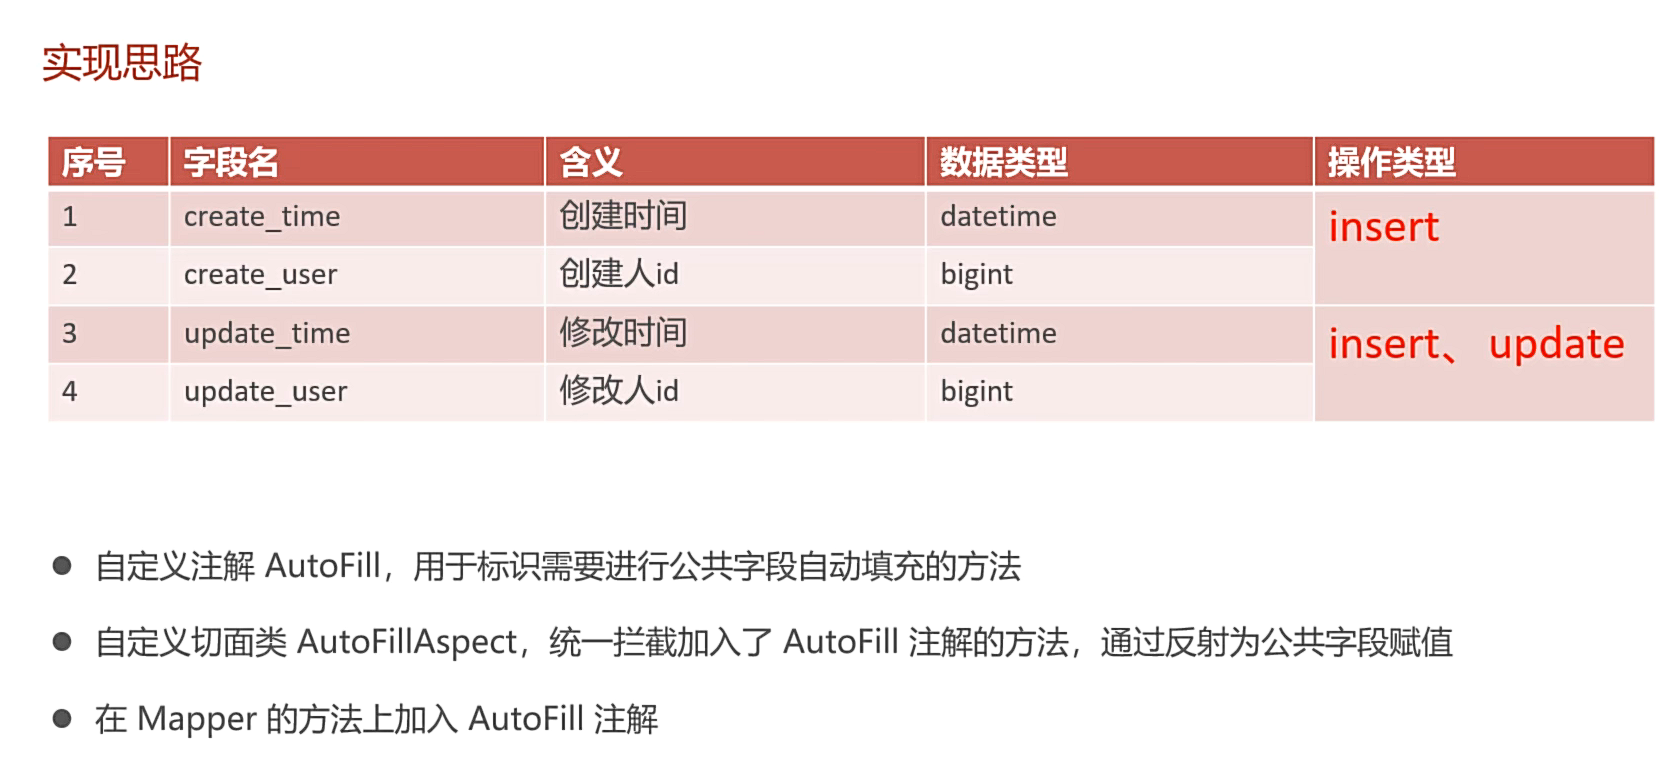 实现思路
序号 字段名 含义 数据类型 操作类型
1 create_time 创建时间 datetime insert
2 create_user 创建人id bigint
3 update_time 修改时间 datetime insert、 update
4 update_user 修改人id bigint
● 自定义注解 AutoFill，用于标识需要进行公共字段自动填充的方法
● 自定义切面类 AutoFillAspect，统一拦截加入了 AutoFill 注解的方法，通过反射为公共字段赋值
● 在 Mapper 的方法上加入 AutoFill 注解